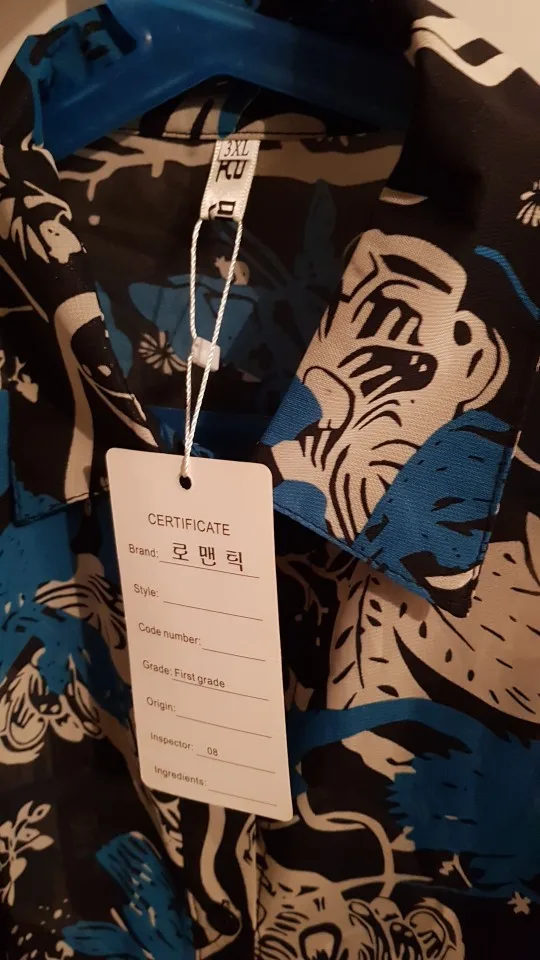 3XL
CERTIFICATE
Brand: 로맨틱
Style:
Code number:
Grade: First grade
Origin:
Inspector: 08
Ingredients: